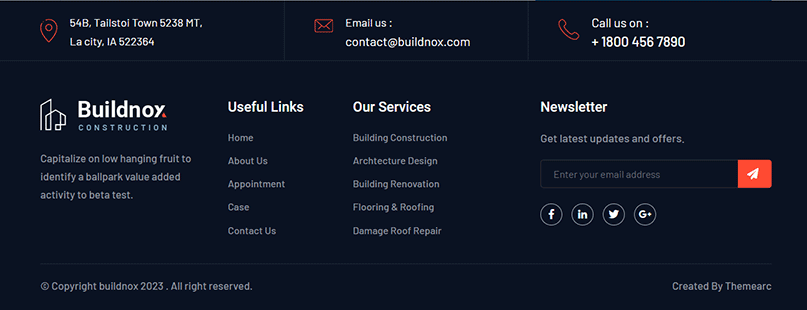 54B, Tailstoi Town 5238 MT,
La city, IA 522364
Email us :
contact@buildnox.com
Call us on :
+ 1800 456 7890
Buildnox
CONSTRUCTION
Capitalize on low hanging fruit to
identify a ballpark value added
activity to beta test.
Useful Links
Home
About Us
Appointment
Case
Contact Us
Our Services
Building Construction
Archtecture Design
Building Renovation
Flooring & Roofing
Damage Roof Repair
Newsletter
Get latest updates and offers.
Enter your email address
f
in
G+
© Copyright buildnox 2023 . All right reserved.
Created By Themearc